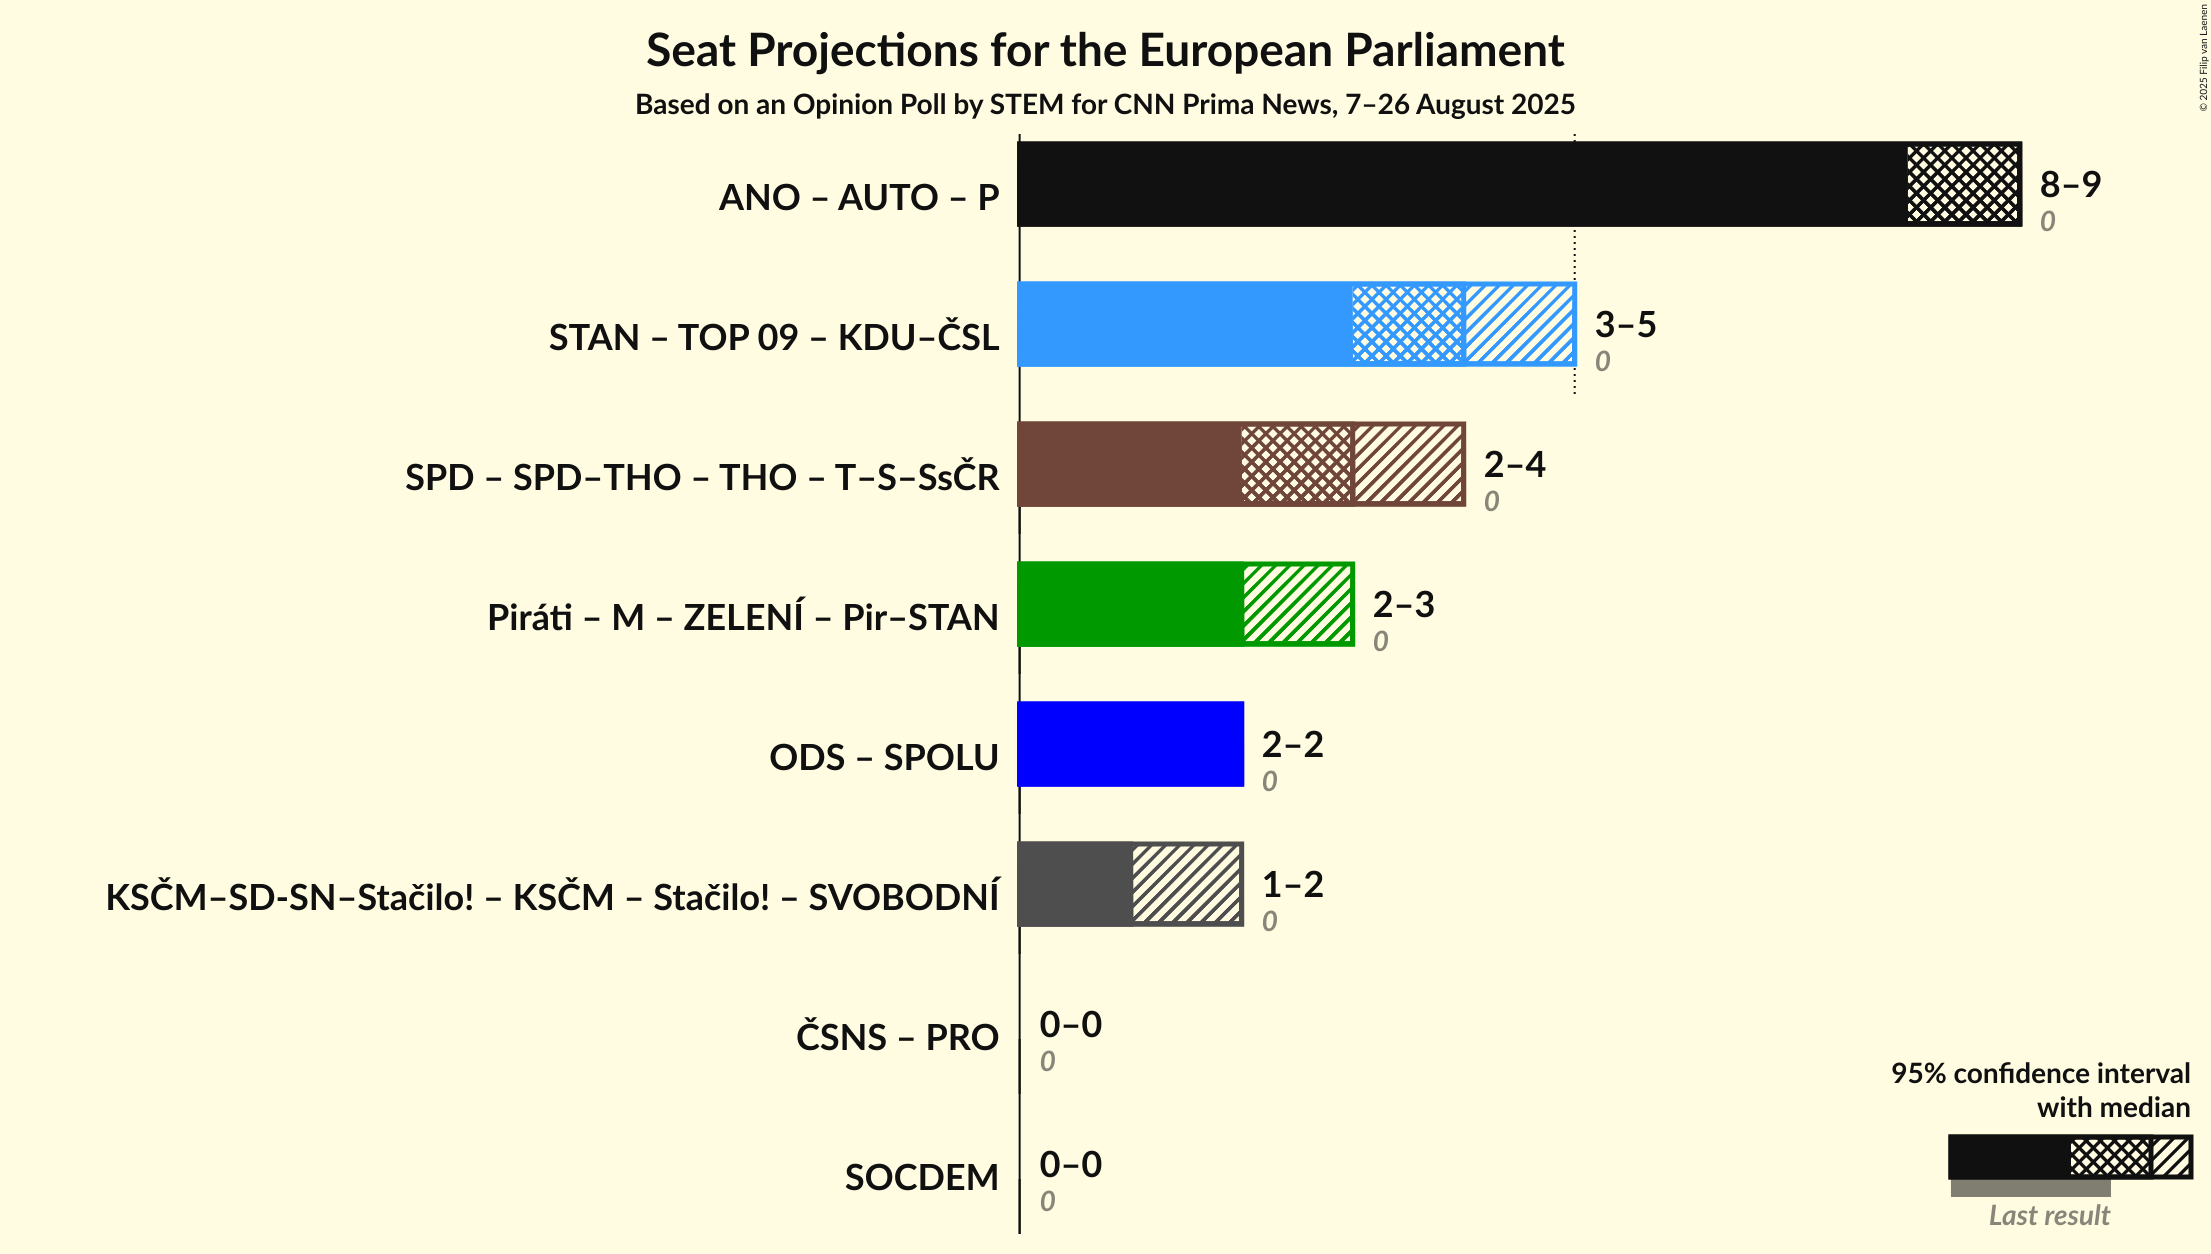 Seat Projections for the European Parliament
Based on an Opinion Poll by STEM for CNN Prima News, 7–26 August 2025
© 2025 Filip van Laenen
ANO – AUTO – P
8–9
0
STAN – TOP 09 – KDU–ČSL
3–5
0
SPD – SPD–THO – THO – T–S–SsČR
2–4
0
Piráti – M – ZELENÍ – Pir–STAN
2–3
0
ODS – SPOLU
2–2
0
KSČM–SD-SN–Stačilo! – KSČM – Stačilo! – SVOBODNÍ
1–2
0
ČSNS – PRO
0–0
0
SOCDEM
0–0
0
95% confidence interval
with median
Last result